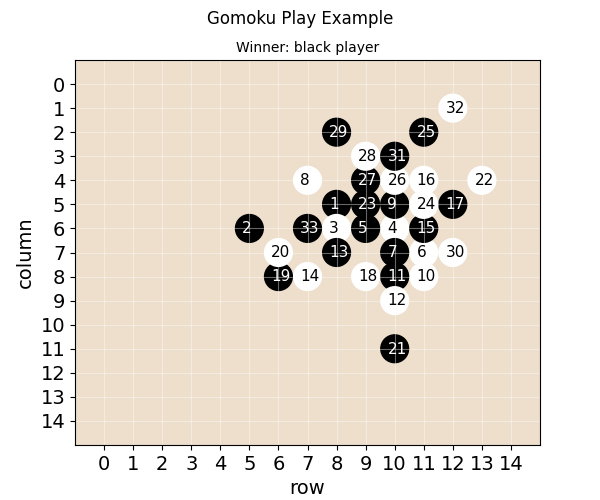 Gomoku Play Example
Winner: black player
0
1 32
2 29 25
3 28 31
4 8 27 26 16 22
5 1 23 9 24 17
6 2 33 3 5 4 15
7 20 13 7 6 30
8 19 14 18 11 10
9 12
10
11 21
12
13
14
column
0 1 2 3 4 5 6 7 8 9 10 11 12 13 14
row